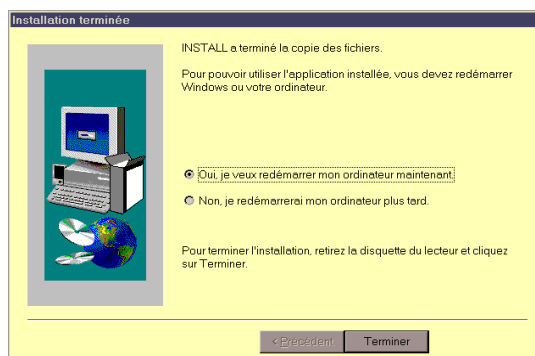 Installation terminée
INSTALL a terminé la copie des fichiers.
Pour pouvoir utiliser l'application installée, vous devez redémarrer
Windows ou votre ordinateur.
Oui, je veux redémarrer mon ordinateur maintenant.
Non, je redémarrerai mon ordinateur plus tard.
Pour terminer l'installation, retirez la disquette du lecteur et cliquez
sur Terminer.
< Précédent Terminer